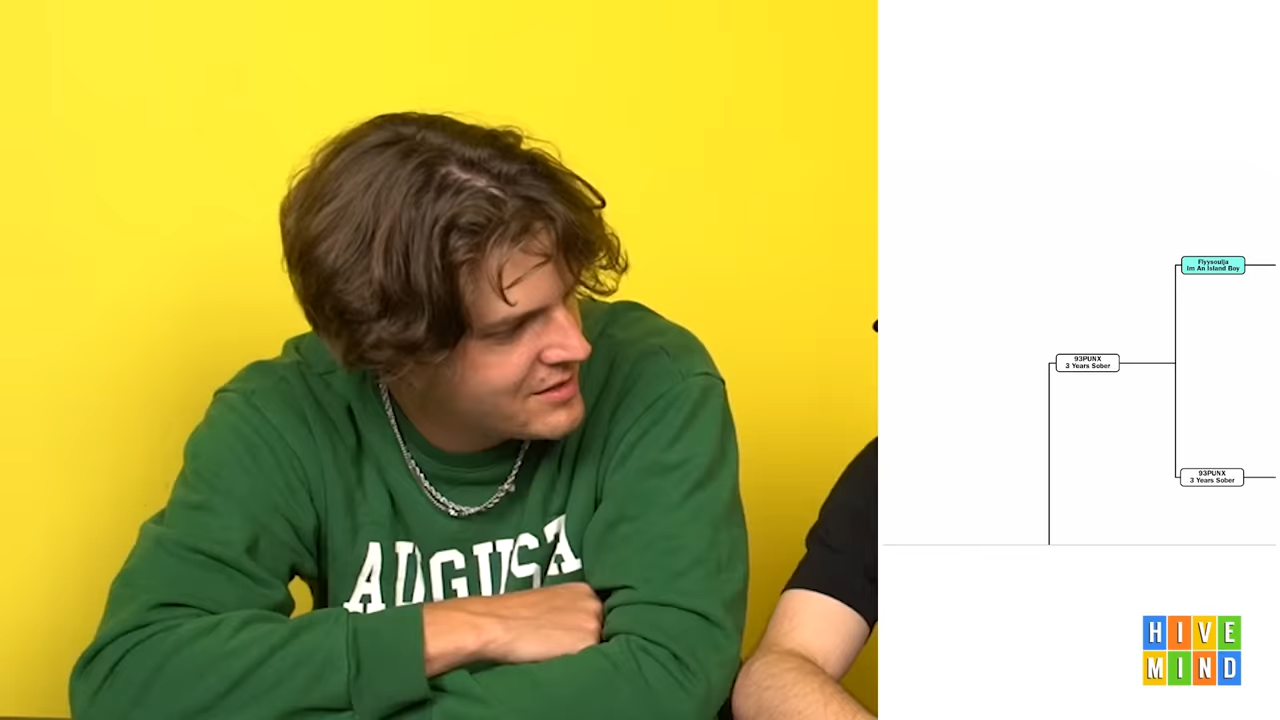 AUGUSTA
Flyysoulja
Im An Island Boy
93PUNX
3 Years Sober
93PUNX
3 Years Sober
HIVE
MIND